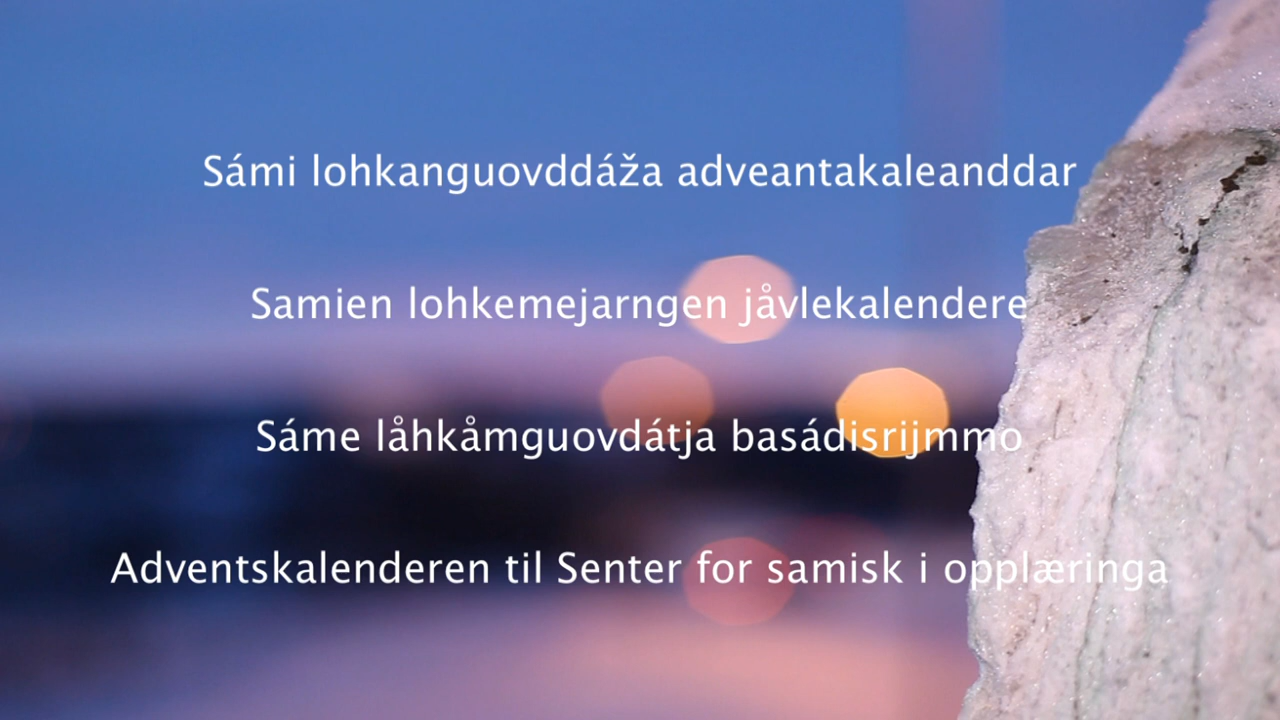 Sámi lohkanguovddáža adveantakaleanddar
Samien lohkemejarngen jåvlekalendere
Sáme låhkåmguovdátja basádisrijmmo
Adventskalenderen til Senter for samisk i opplæringa